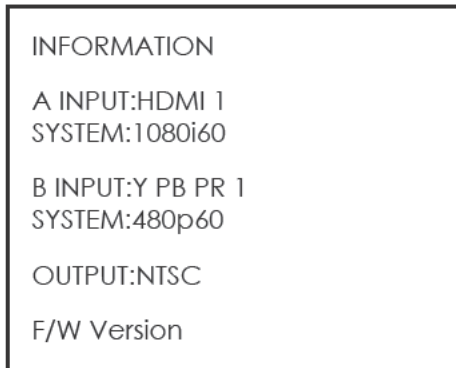 INFORMATION
A INPUT:HDMI 1
SYSTEM:1080i60
B INPUT:Y PB PR 1
SYSTEM:480p60
OUTPUT:NTSC
F/W Version